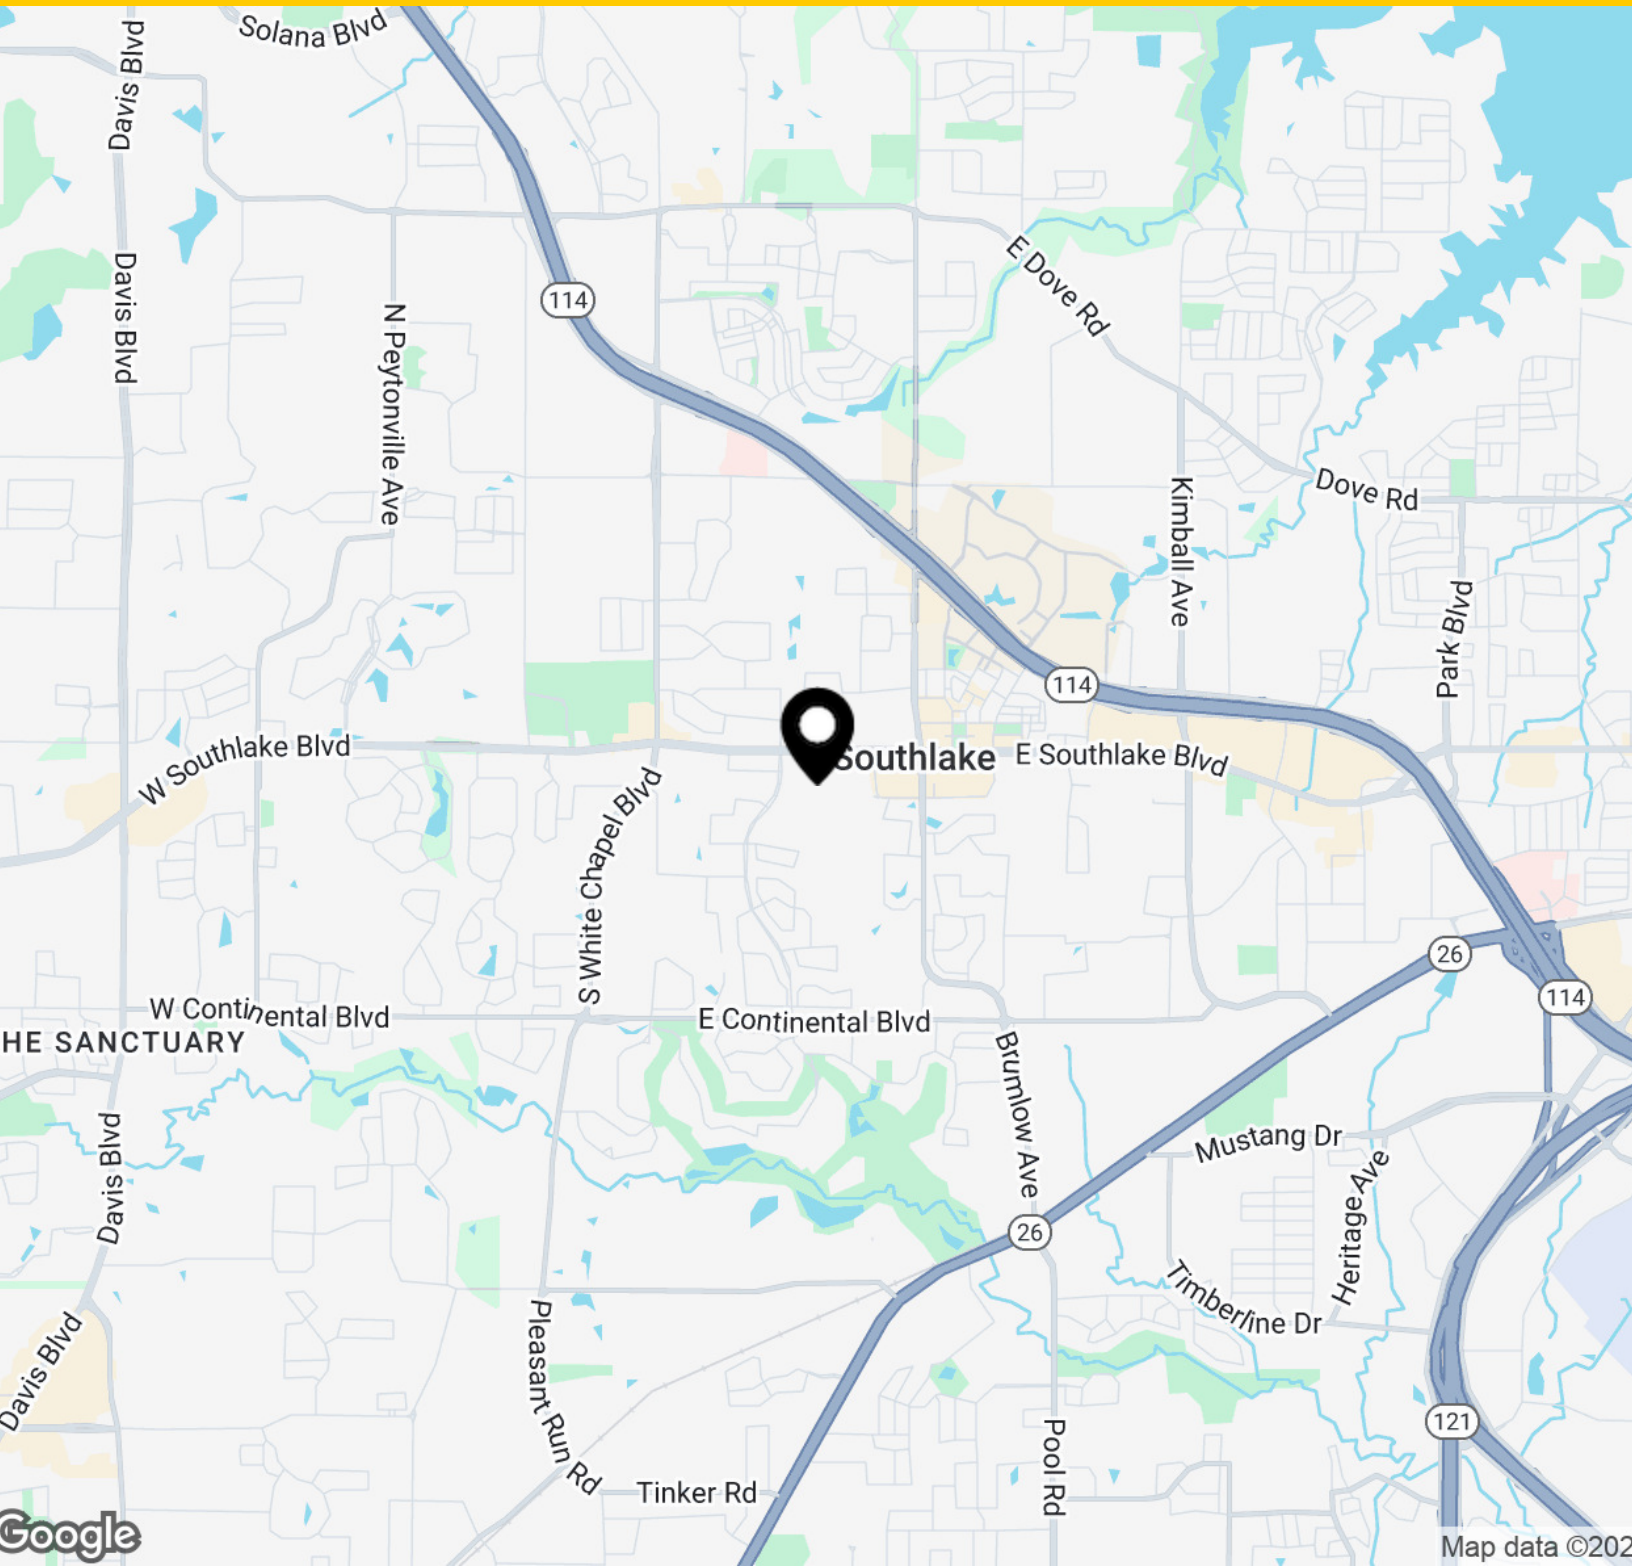 Solana Blvd
Davis Blvd
Davis Blvd
E Dove Rd
114
N Peytonville Ave
Dove Rd
Kimball Ave
Park Blvd
114
W Southlake Blvd
Southlake
E Southlake Blvd
S White Chapel Blvd
26
114
W Continental Blvd
E Continental Blvd
HE SANCTUARY
Brumlow Ave
Davis Blvd
Mustang Dr
Heritage Ave
26
Timberline Dr
Davis Blvd
Pleasant Run Rd
121
Pool Rd
Tinker Rd
Google
Map data ©202